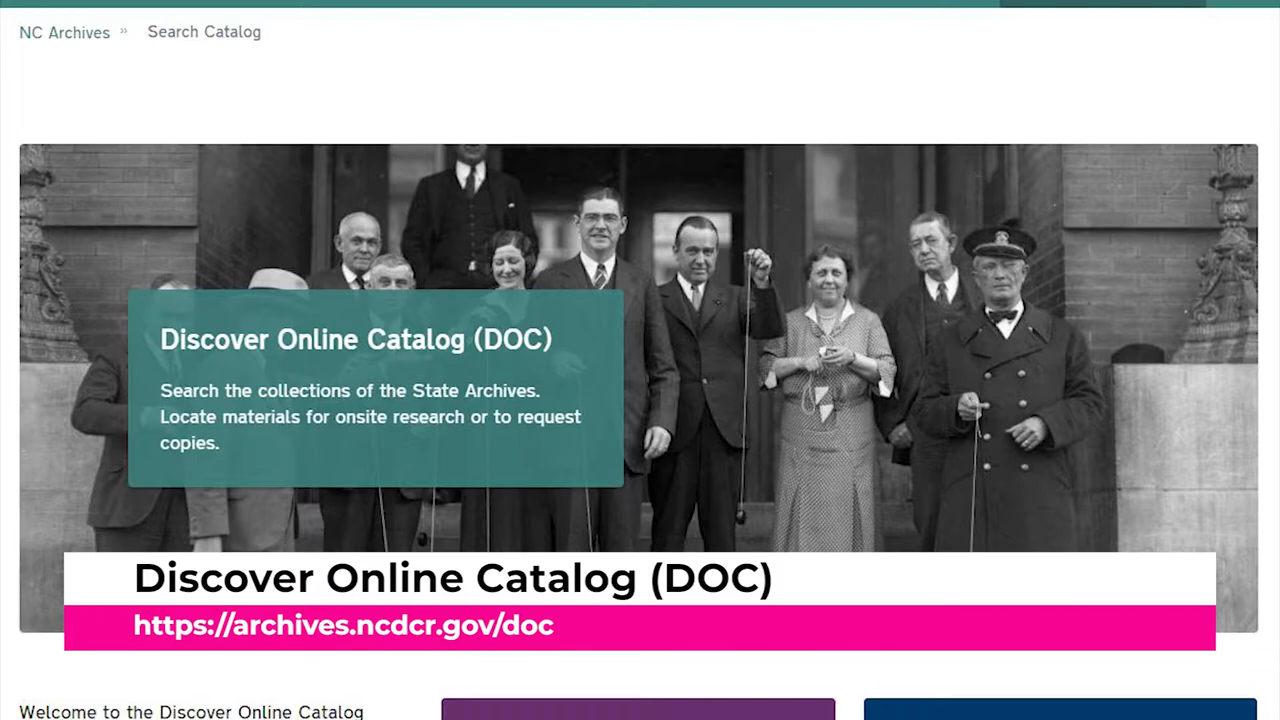 NC Archives » Search Catalog
Discover Online Catalog (DOC)
Search the collections of the State Archives.
Locate materials for onsite research or to request
copies.
Discover Online Catalog (DOC)
https://archives.ncdcr.gov/doc
Welcome to the Discover Online Catalog